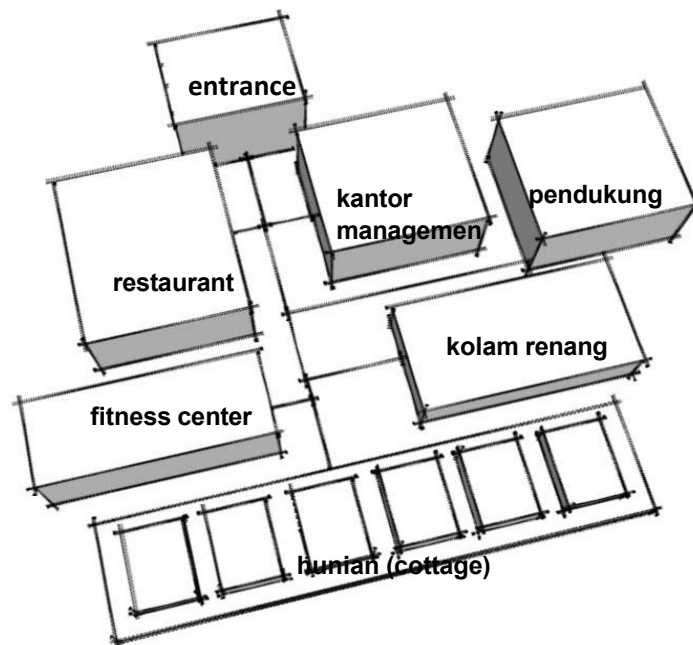 entrance
kantor
managemen
pendukung
restaurant
kolam renang
fitness center
hunian (cottage)